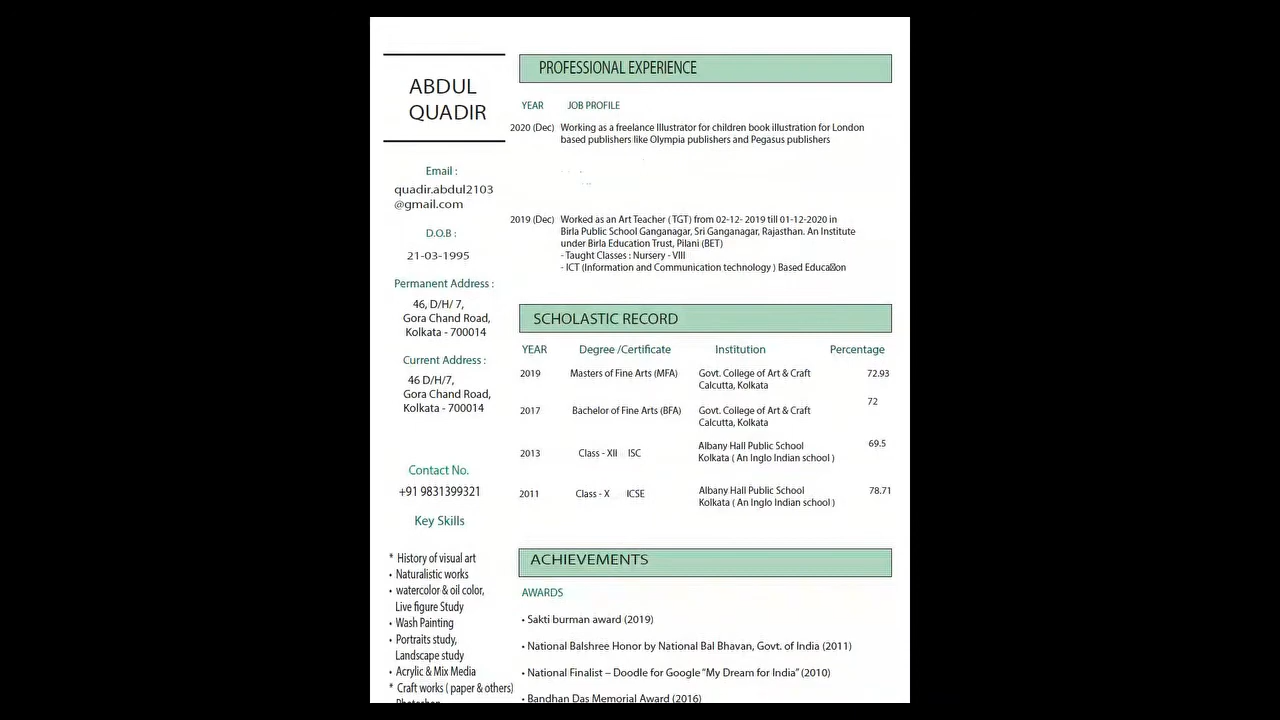 ABDUL
QUADIR
Email :
quadir.abdul2103
@gmail.com
D.O.B :
21-03-1995
Permanent Address :
46, D/H/ 7,
Gora Chand Road,
Kolkata - 700014
Current Address :
46 D/H/7,
Gora Chand Road,
Kolkata - 700014
Contact No.
+91 9831399321
Key Skills
* History of visual art
• Naturalistic works
• watercolor & oil color,
Live figure Study
• Wash Painting
• Portraits study,
Landscape study
• Acrylic & Mix Media
* Craft works ( paper & others)
PROFESSIONAL EXPERIENCE
YEAR JOB PROFILE
2020 (Dec) Working as a freelance Illustrator for children book illustration for London
based publishers like Olympia publishers and Pegasus publishers
2019 (Dec) Worked as an Art Teacher ( TGT) from 02-12- 2019 till 01-12-2020 in
Birla Public School Ganganagar, Sri Ganganagar, Rajasthan. An Institute
under Birla Education Trust, Pilani (BET)
- Taught Classes : Nursery - VIII
- ICT (Information and Communication technology ) Based Educa☒on
SCHOLASTIC RECORD
YEAR Degree /Certificate Institution Percentage
2019 Masters of Fine Arts (MFA) Govt. College of Art & Craft 72.93
Calcutta, Kolkata
72
2017 Bachelor of Fine Arts (BFA) Govt. College of Art & Craft
Calcutta, Kolkata
Albany Hall Public School 69.5
2013 Class - XII ISC
Kolkata ( An Inglo Indian school )
Albany Hall Public School 78.71
2011 Class - X ICSE
Kolkata ( An Inglo Indian school )
ACHIEVEMENTS
AWARDS
• Sakti burman award (2019)
• National Balshree Honor by National Bal Bhavan, Govt. of India (2011)
• National Finalist – Doodle for Google “My Dream for India” (2010)
• Bandhan Das Memorial Award (2016)